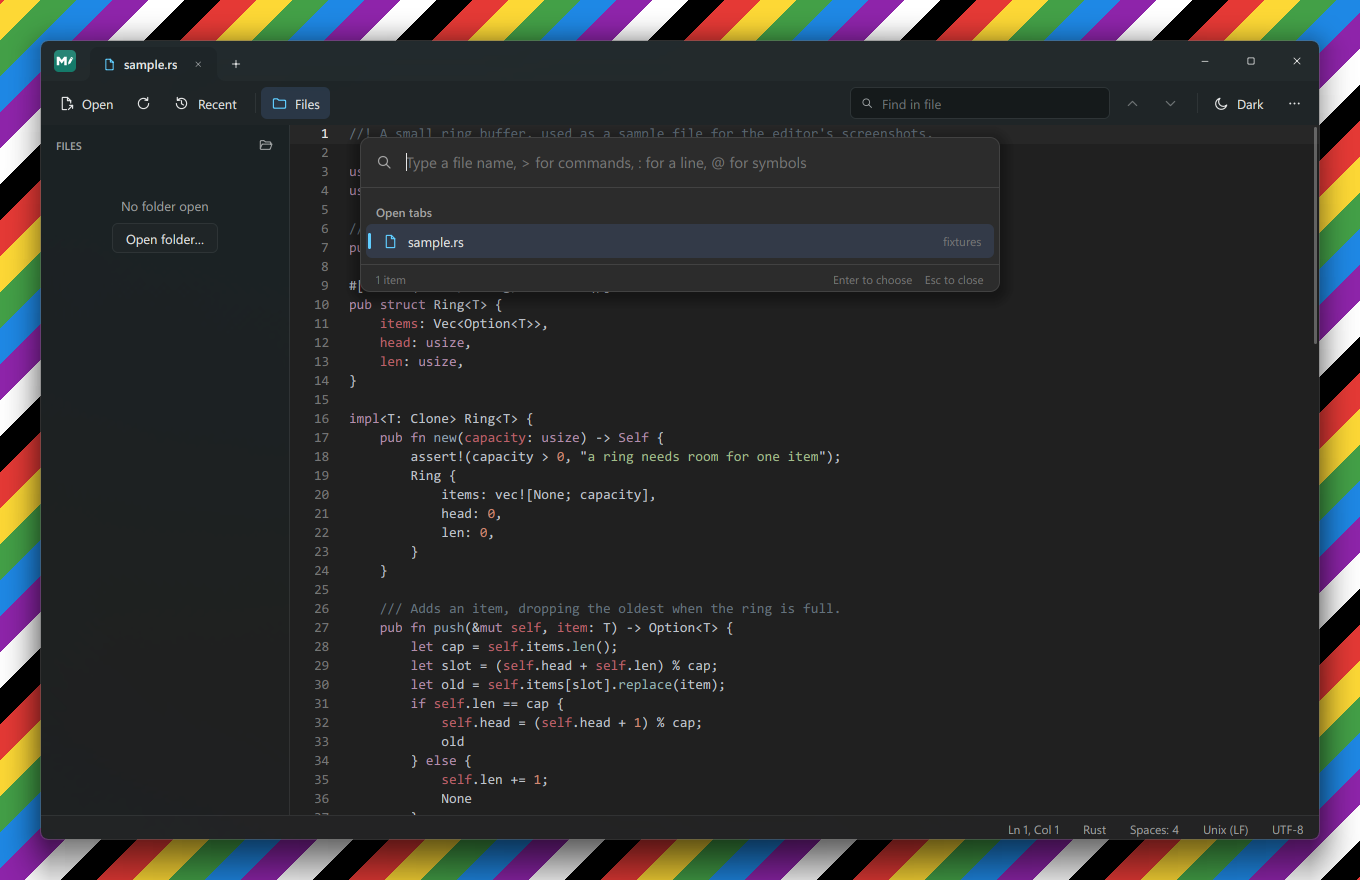 M/
sample.rs
Open
Recent
Files
Find in file
Dark
FILES
No folder open
Open folder...
Type a file name, > for commands, : for a line, @ for symbols
Open tabs
sample.rs fixtures
1 item Enter to choose Esc to close
1 //! A small ring buffer, used as a sample file for the editor's screenshots.
2
3 us
4 us
5
6 //
7 pu
8
9 #[
10 pub struct Ring<T> {
11     items: Vec<Option<T>>,
12     head: usize,
13     len: usize,
14 }
15
16 impl<T: Clone> Ring<T> {
17     pub fn new(capacity: usize) -> Self {
18         assert!(capacity > 0, "a ring needs room for one item");
19         Ring {
20             items: vec![None; capacity],
21             head: 0,
22             len: 0,
23         }
24     }
25
26     /// Adds an item, dropping the oldest when the ring is full.
27     pub fn push(&mut self, item: T) -> Option<T> {
28         let cap = self.items.len();
29         let slot = (self.head + self.len) % cap;
30         let old = self.items[slot].replace(item);
31         if self.len == cap {
32             self.head = (self.head + 1) % cap;
33             old
34         } else {
35             self.len += 1;
36             None
37         }
Ln 1, Col 1 Rust Spaces: 4 Unix (LF) UTF-8